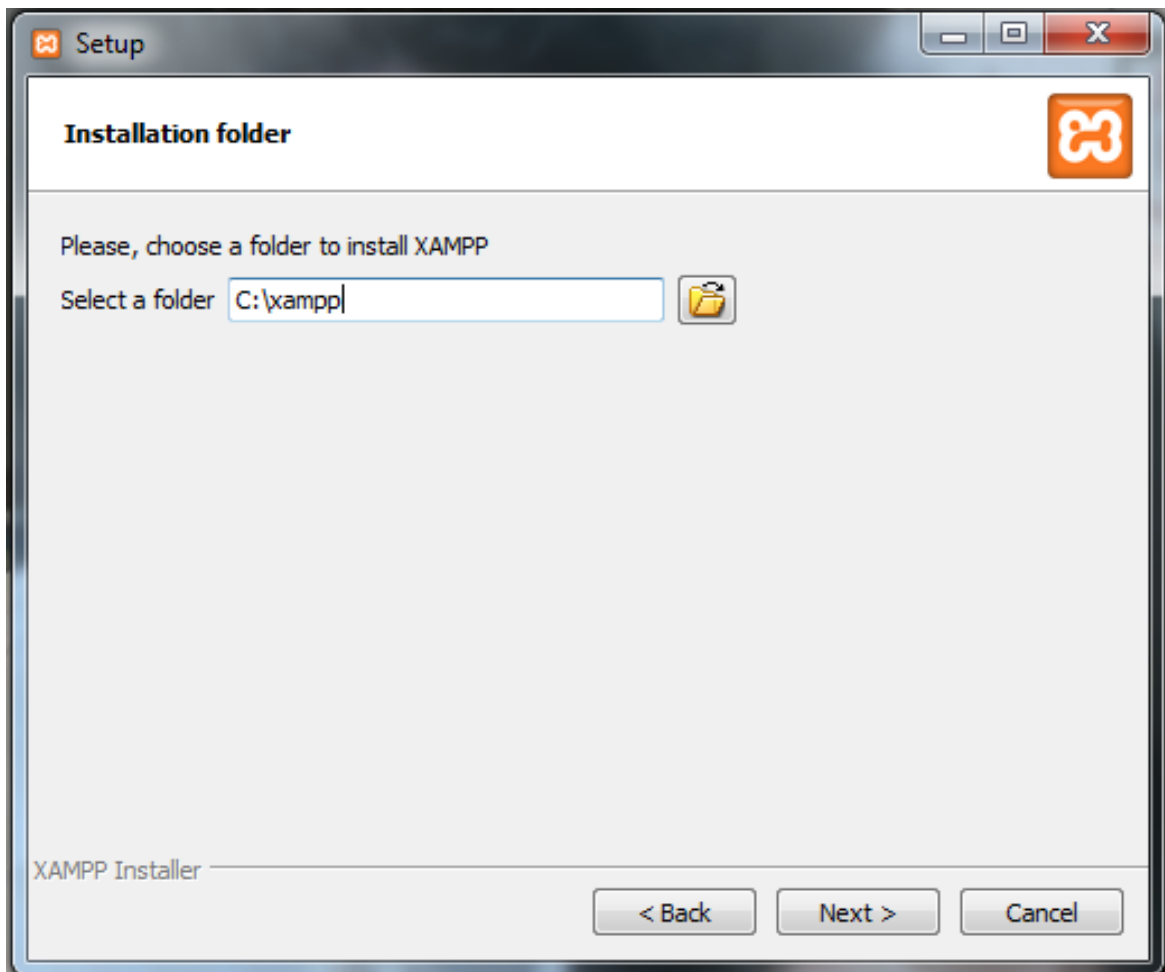 Setup
Installation folder
Please, choose a folder to install XAMPP
Select a folder C:\xampp
XAMPP Installer
< Back Next > Cancel